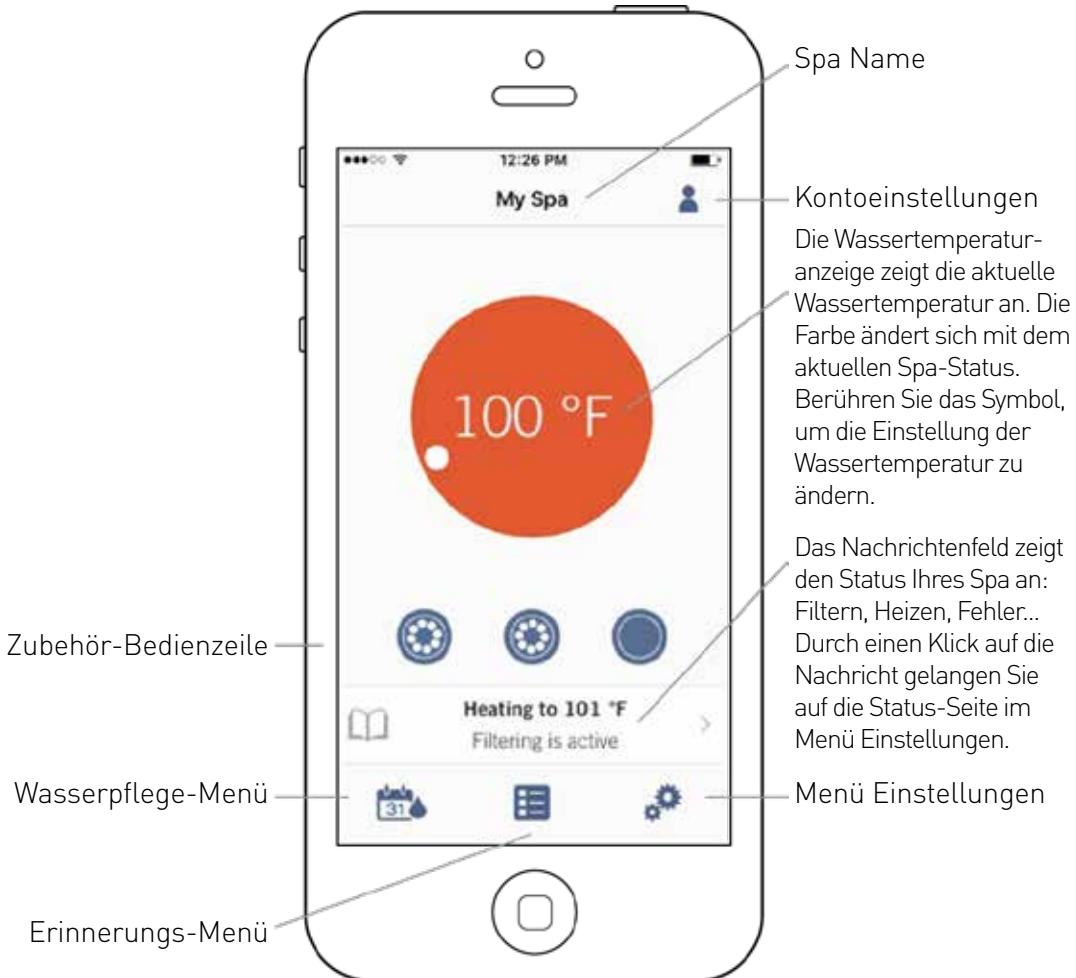 Spa Name
12:26 PM
My Spa
Kontoeinstellungen
Die Wassertemperatur-
anzeige zeigt die aktuelle
Wassertemperatur an. Die
Farbe ändert sich mit dem
aktuellen Spa-Status.
Berühren Sie das Symbol,
um die Einstellung der
Wassertemperatur zu
ändern.
100 °F
Das Nachrichtenfeld zeigt
den Status Ihres Spa an:
Filtern, Heizen, Fehler...
Durch einen Klick auf die
Nachricht gelangen Sie
auf die Status-Seite im
Menü Einstellungen.
Zubehör-Bedienzeile
Heating to 101 °F
Filtering is active
Wasserpflege-Menü
31
Menü Einstellungen
Erinnerungs-Menü